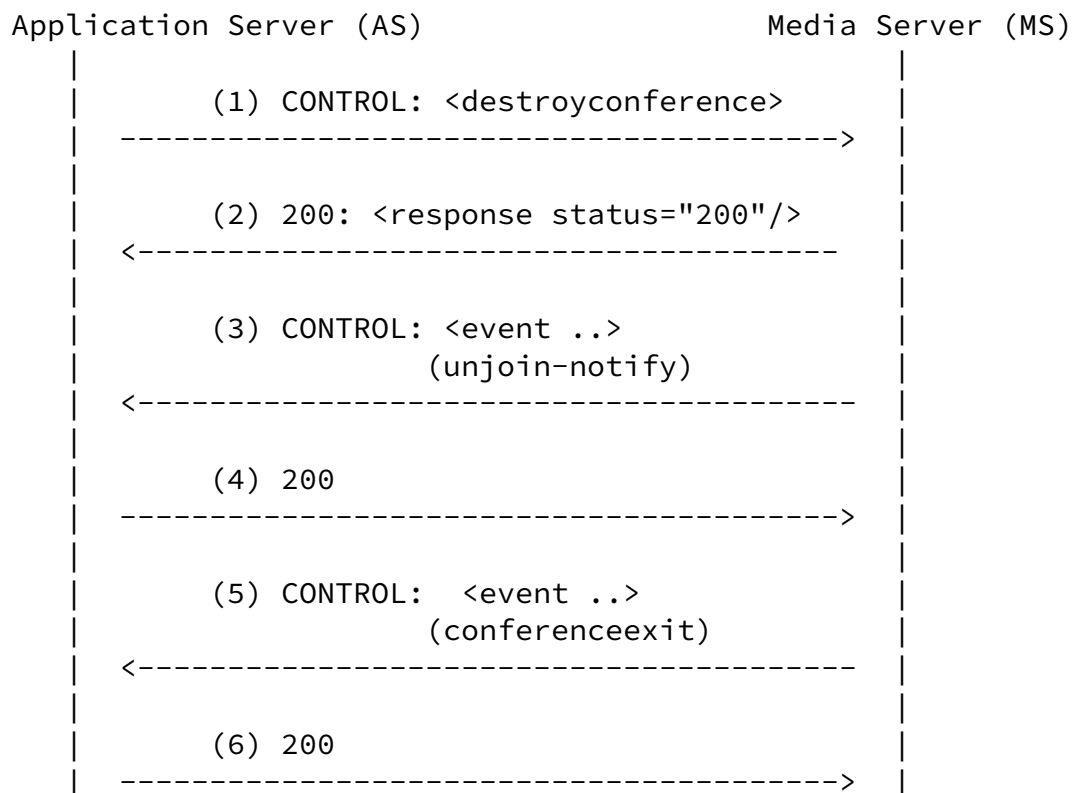 Application Server (AS) Media Server (MS)
(1) CONTROL: <destroyconference>
(2) 200: <response status="200"/>
(3) CONTROL: <event ..>
(unjoin-notify)
(4) 200
(5) CONTROL: <event ..>
(conferenceexit)
(6) 200